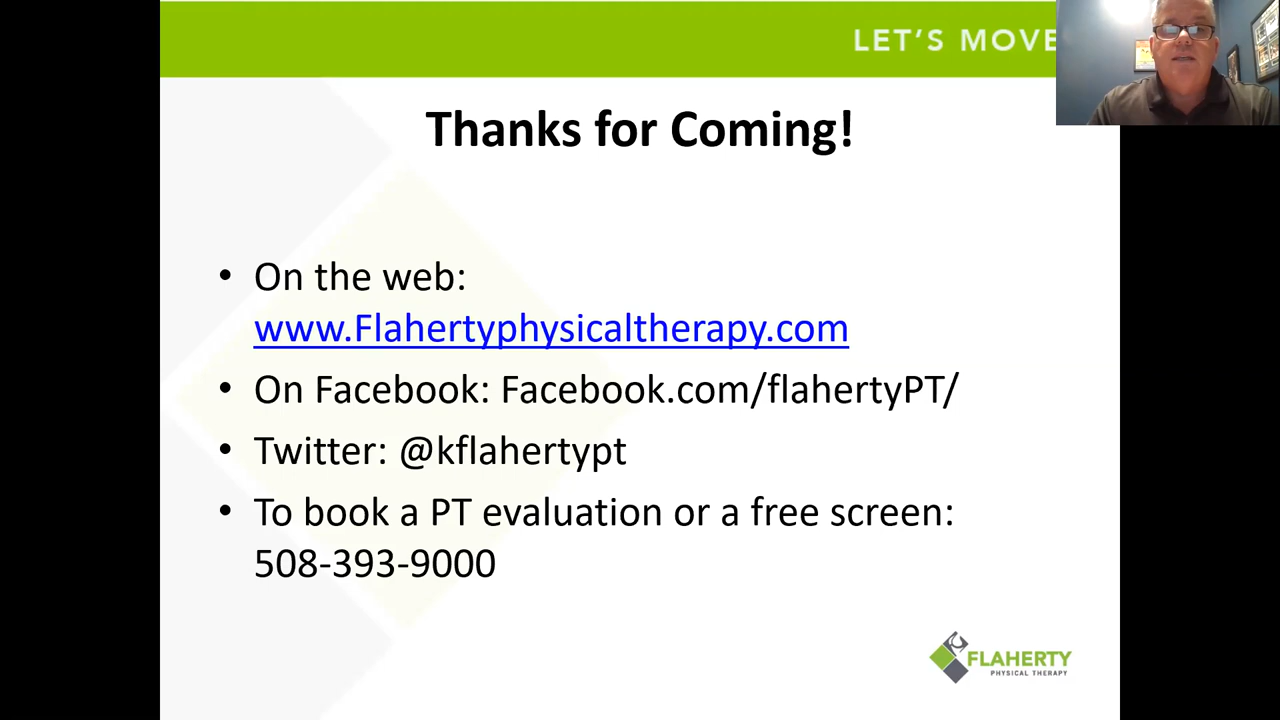 LET'S MOVE
Thanks for Coming!
• On the web:
www.Flahertyphysicaltherapy.com
• On Facebook: Facebook.com/flahertyPT/
• Twitter: @kflahertypt
• To book a PT evaluation or a free screen:
508-393-9000
FLAHERTY
PHYSICAL THERAPY